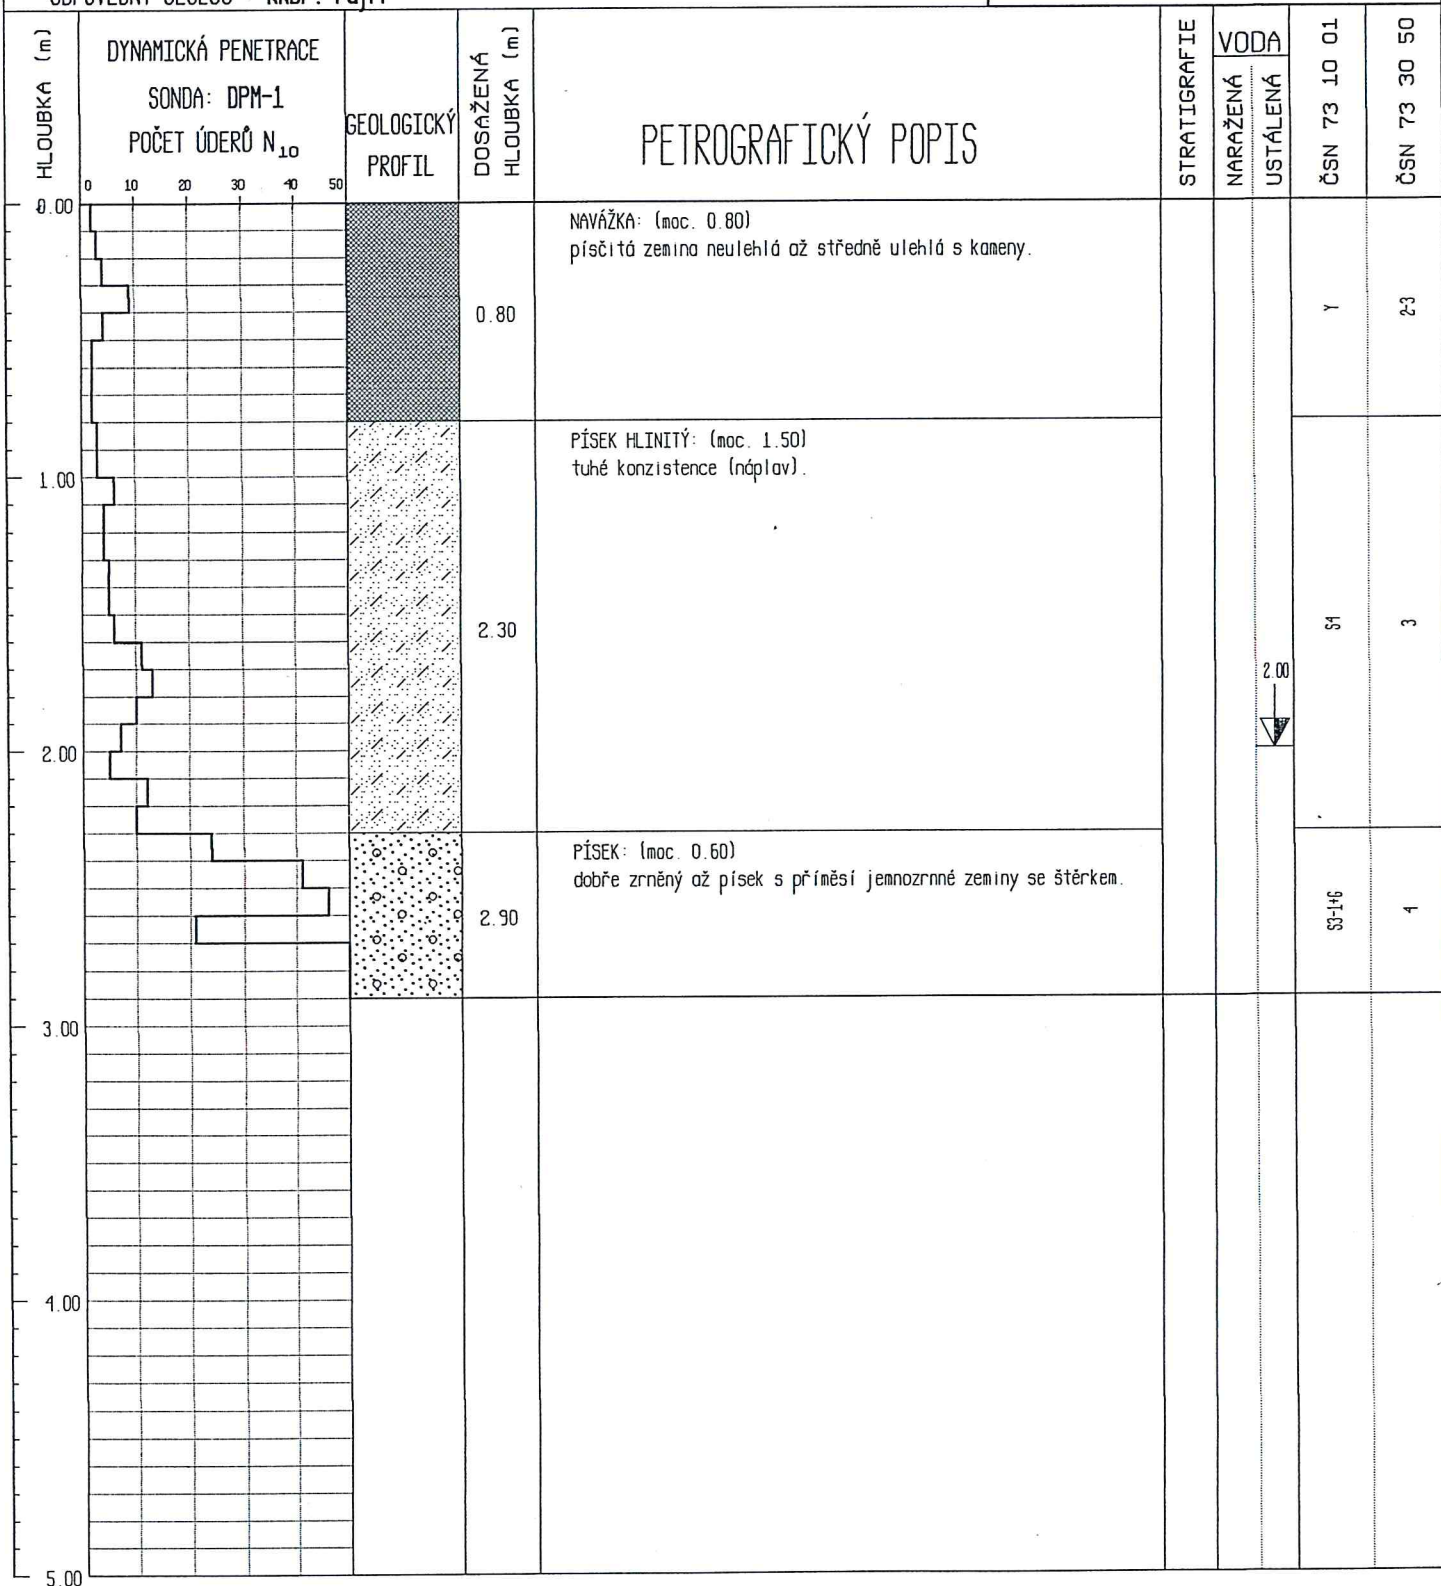 HLOUBKA (m)
DYNAMICKÁ PENETRACE
SONDA: DPM-1
POČET ÚDERŮ N10
0 10 20 30 40 50
GEOLOGICKÝ
PROFIL
DOSAŽENÁ
HLOUBKA (m)
PETROGRAFICKÝ POPIS
STRATIGRAFIE
VODA
NARAŽENÁ
USTÁLENÁ
ČSN 73 10 01
ČSN 73 30 50
0.00
NAVÁŽKA: (moc. 0.80)
písčitá zemina neulehlá až středně ulehlá s kameny.
0.80
Y
2-3
PÍSEK HLINITÝ: (moc. 1.50)
tuhé konzistence (náplav).
1.00
2.30
S4
3
2.00
2.00
PÍSEK: (moc. 0.60)
dobře zrněný až písek s příměsí jemnozrnné zeminy se štěrkem.
2.90
S3-1+G
4
3.00
4.00
5.00